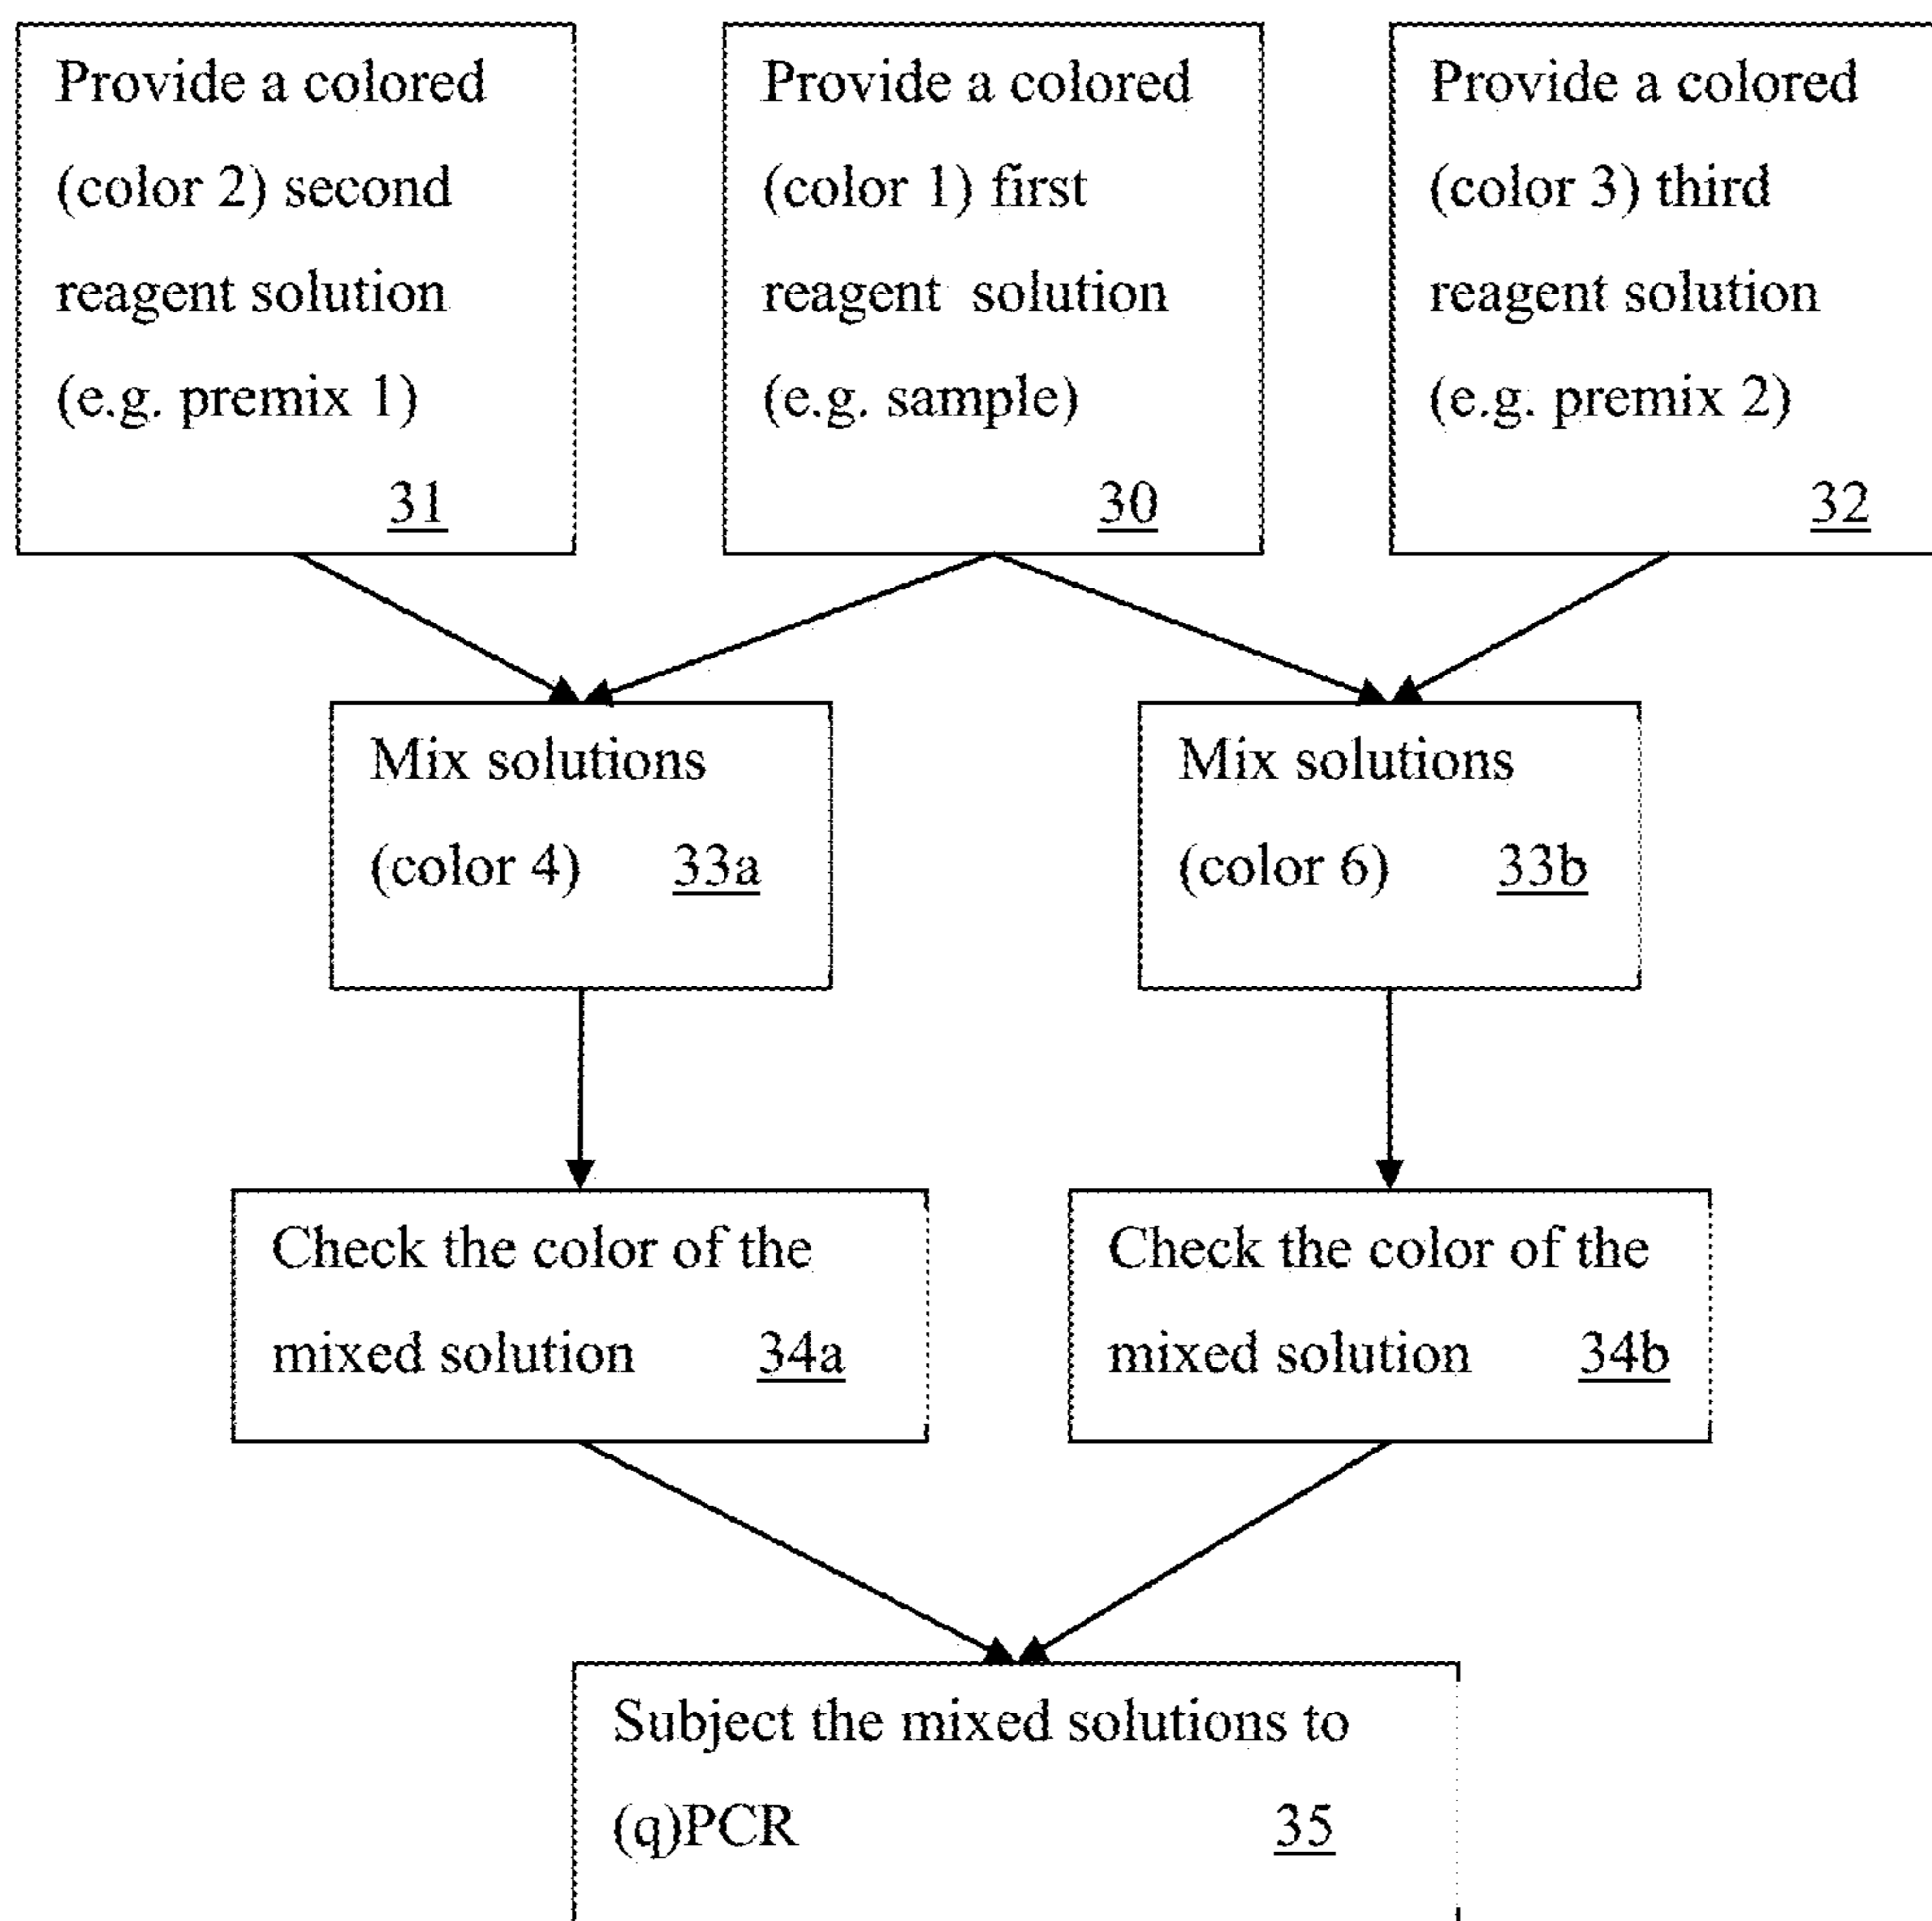 Provide a colored
(color 2) second
reagent solution
(e.g. premix 1)
31
Provide a colored
(color 1) first
reagent solution
(e.g. sample)
30
Provide a colored
(color 3) third
reagent solution
(e.g. premix 2)
32
Mix solutions
(color 4) 33a
Mix solutions
(color 6) 33b
Check the color of the
mixed solution 34a
Check the color of the
mixed solution 34b
Subject the mixed solutions to
(q)PCR 35